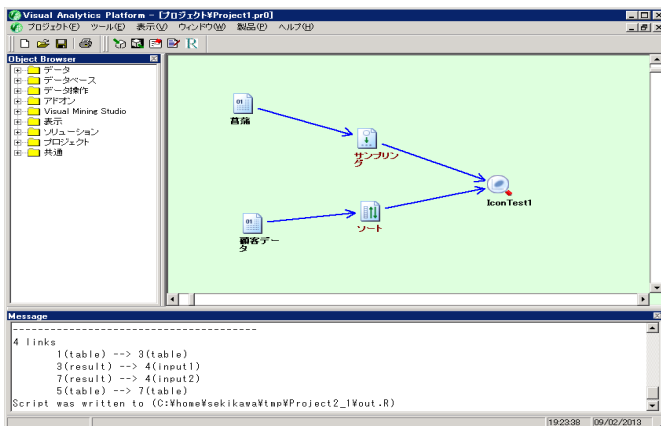 Visual Analytics Platform - [プロジェクト¥Project1.pr0]
プロジェクト(F) ツール(E) 表示(V) ウィンドウ(W) 製品(P) ヘルプ(H)
Object Browser
データ
データベース
データ操作
アドオン
Visual Mining Studio
表示
ソリューション
プロジェクト
共通
菖蒲
サンプリン
タ
IconTest1
顧客デー
タ
ソート
Message
----------------------------------------
4 links
1(table) --> 3(table)
3(result) --> 4(input1)
7(result) --> 4(input2)
5(table) --> 7(table)
Script was written to (C:¥home¥sekikawa¥tmp¥Project2_1¥out.R)
19:23:38 09/02/2013